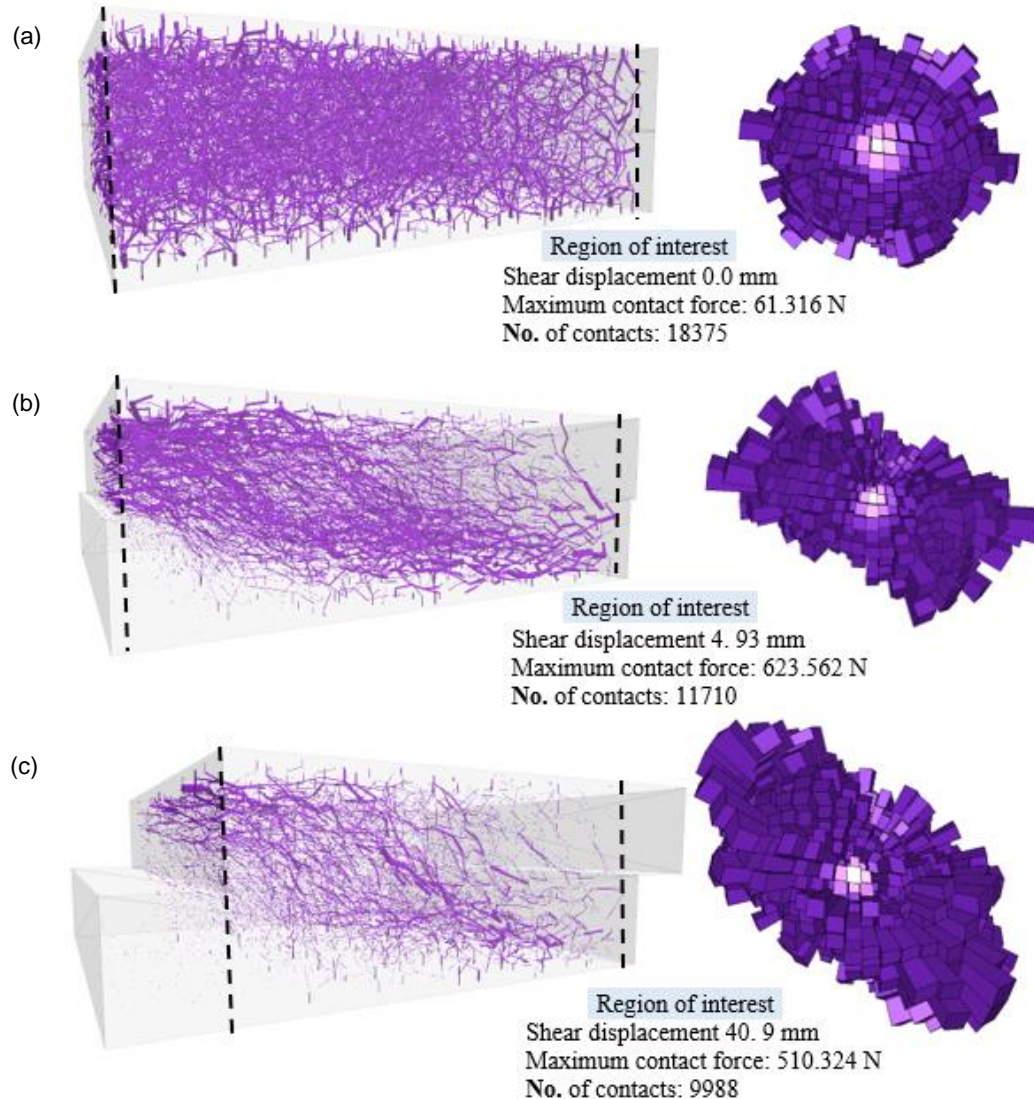 (a)
Region of interest
Shear displacement 0.0 mm
Maximum contact force: 61.316 N
No. of contacts: 18375
(b)
Region of interest
Shear displacement 4. 93 mm
Maximum contact force: 623.562 N
No. of contacts: 11710
(c)
Region of interest
Shear displacement 40. 9 mm
Maximum contact force: 510.324 N
No. of contacts: 9988